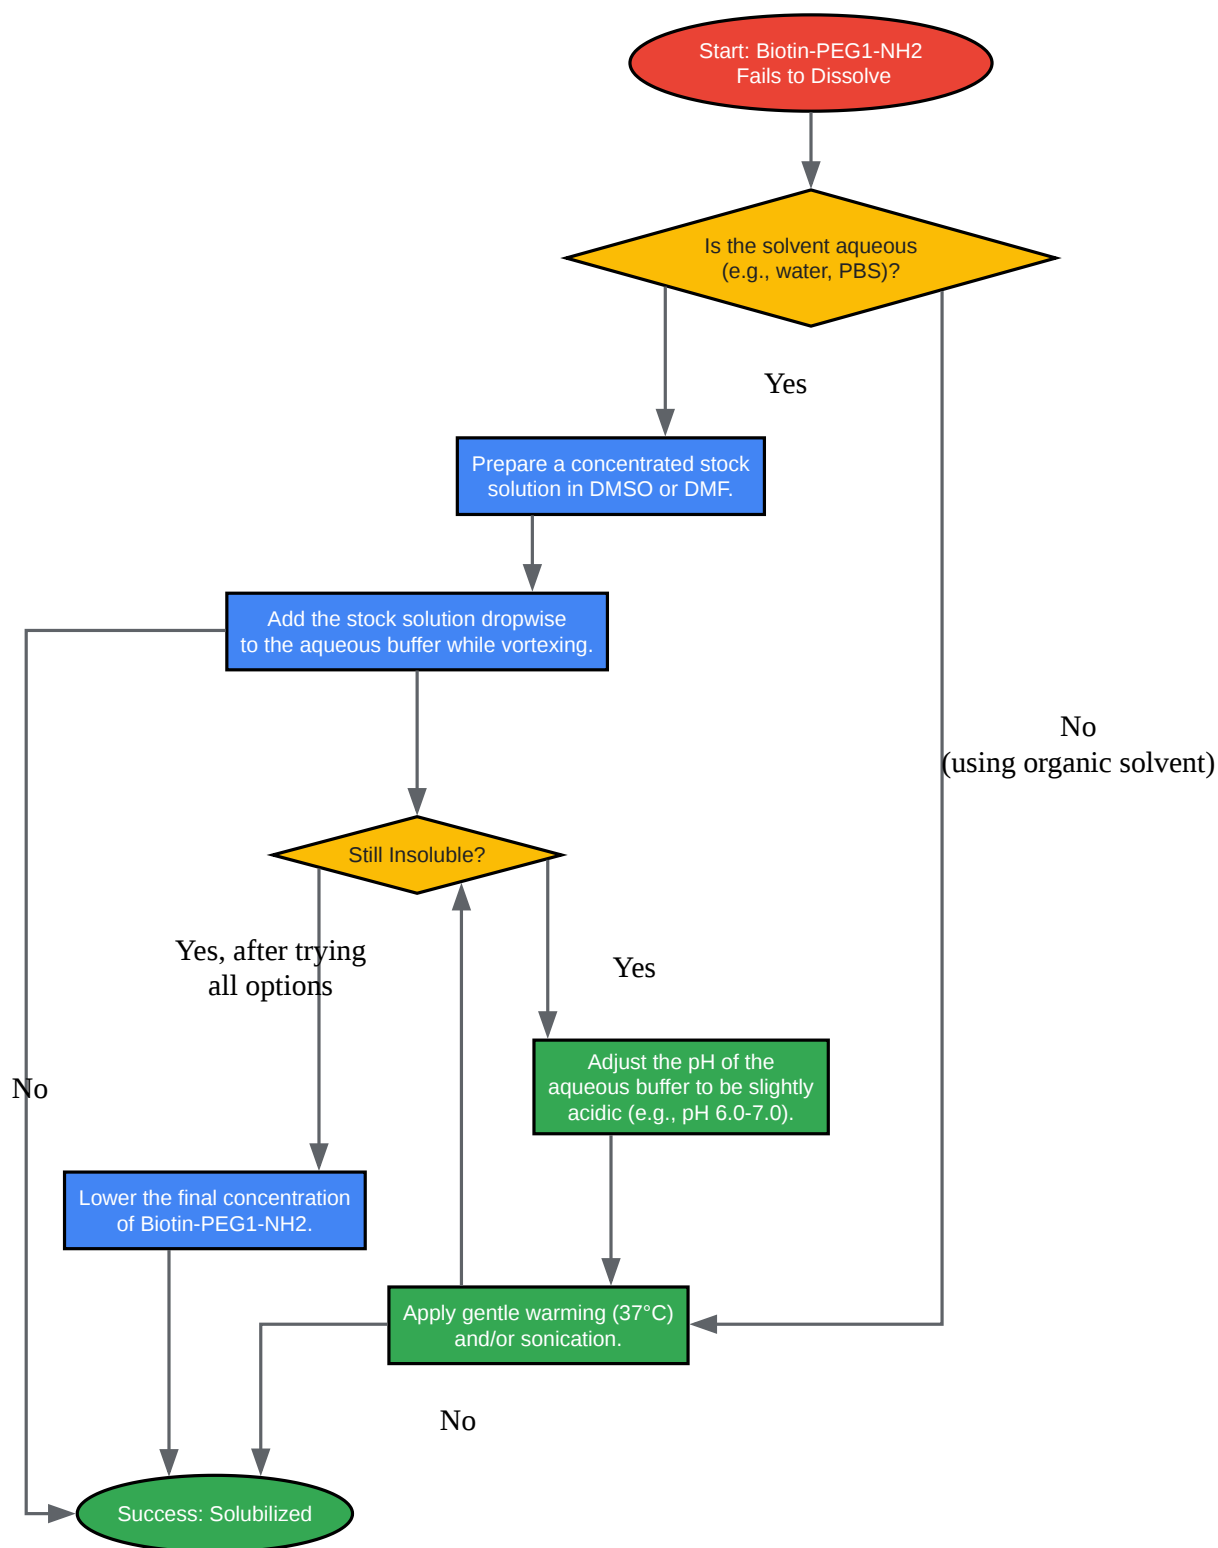 Start: Biotin-PEG1-NH2
Fails to Dissolve
Is the solvent aqueous
(e.g., water, PBS)?
Yes
Prepare a concentrated stock
solution in DMSO or DMF.
Add the stock solution dropwise
to the aqueous buffer while vortexing.
No
(using organic solvent)
Still Insoluble?
Yes, after trying
all options
Yes
No
Adjust the pH of the
aqueous buffer to be slightly
acidic (e.g., pH 6.0-7.0).
Lower the final concentration
of Biotin-PEG1-NH2.
Apply gentle warming (37°C)
and/or sonication.
No
Success: Solubilized